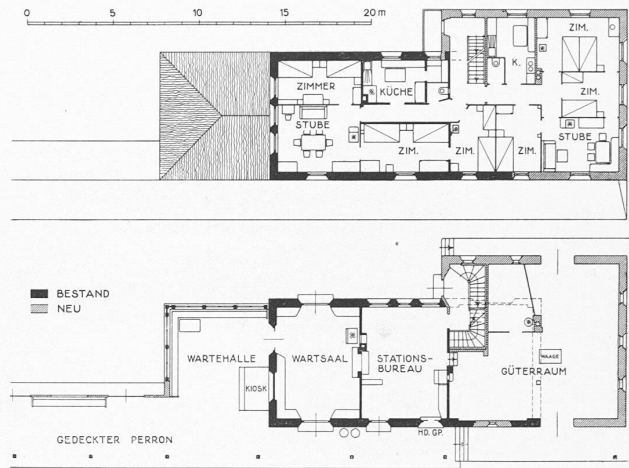 0 5 10 15 20 m
ZIM.
ZIMMER KÜCHE K.
ZIM.
STUBE ZIM. ZIM. ZIM. STUBE
BESTAND
NEU
WARTEHALLE WARTSAAL STATIONS-
BUREAU
GÜTERRAUM
WAAGE
KIOSK
HD. GP.
GEDECKTER PERRON